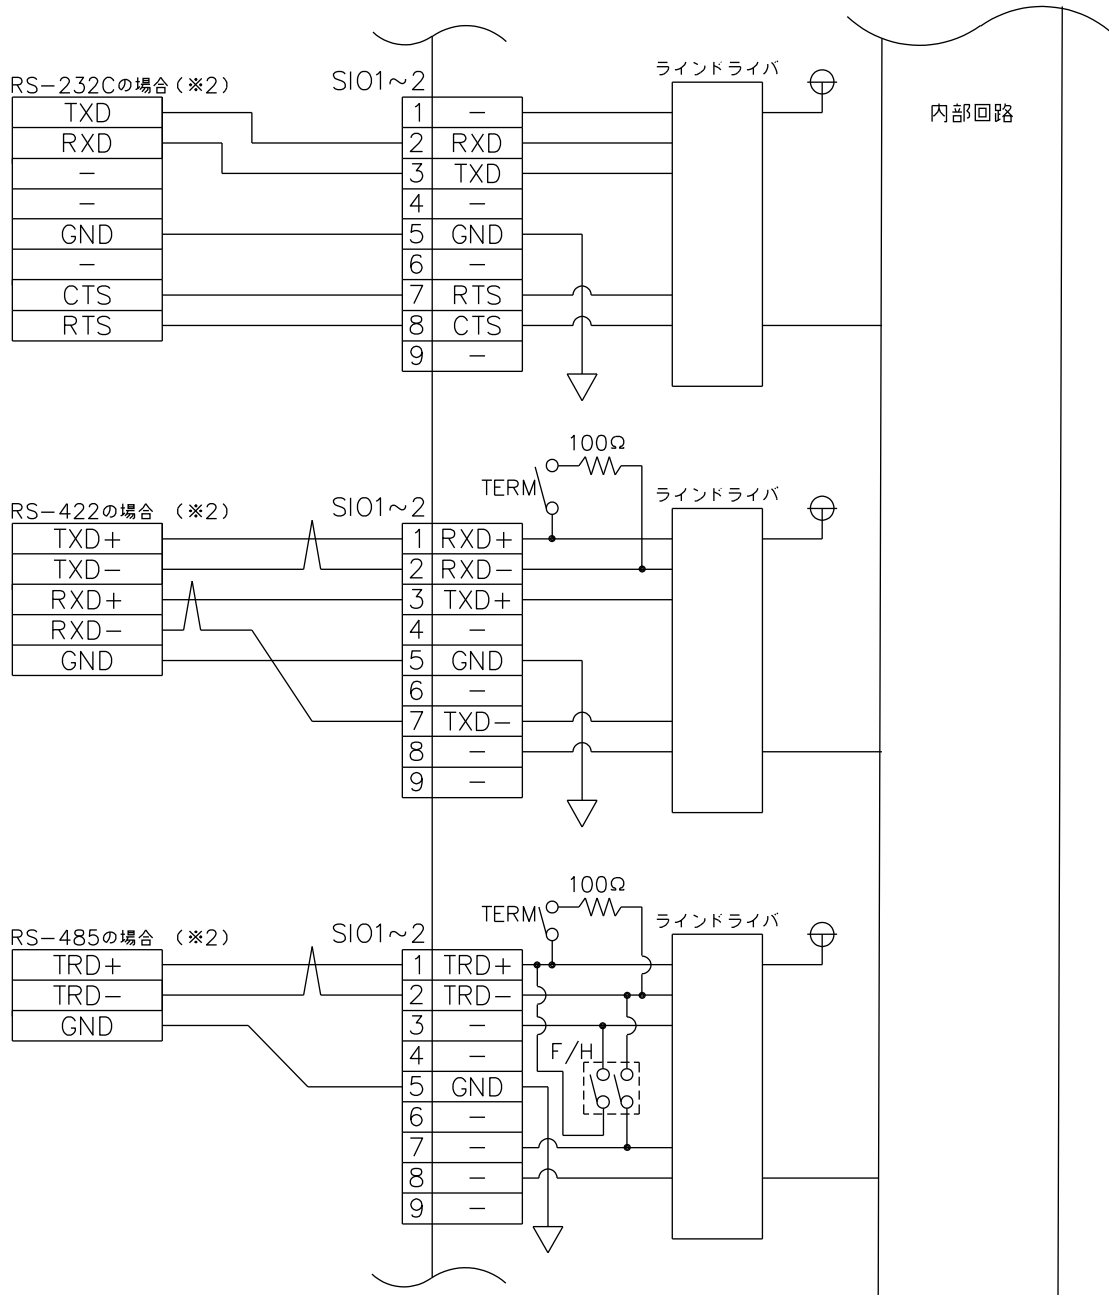 RS-232Cの場合(※2)
TXD
RXD
-
-
GND
-
CTS
RTS
SIO1~2
1 -
2 RXD
3 TXD
4 -
5 GND
6 -
7 RTS
8 CTS
9 -
ラインドライバ
内部回路
RS-422の場合 (※2)
TXD+
TXD-
RXD+
RXD-
GND
SIO1~2
1 RXD+
2 RXD-
3 TXD+
4 -
5 GND
6 -
7 TXD-
8 -
9 -
100Ω
TERM
ラインドライバ
RS-485の場合 (※2)
TRD+
TRD-
GND
SIO1~2
1 TRD+
2 TRD-
3 -
4 -
5 GND
6 -
7 -
8 -
9 -
100Ω
TERM
F/H
ラインドライバ